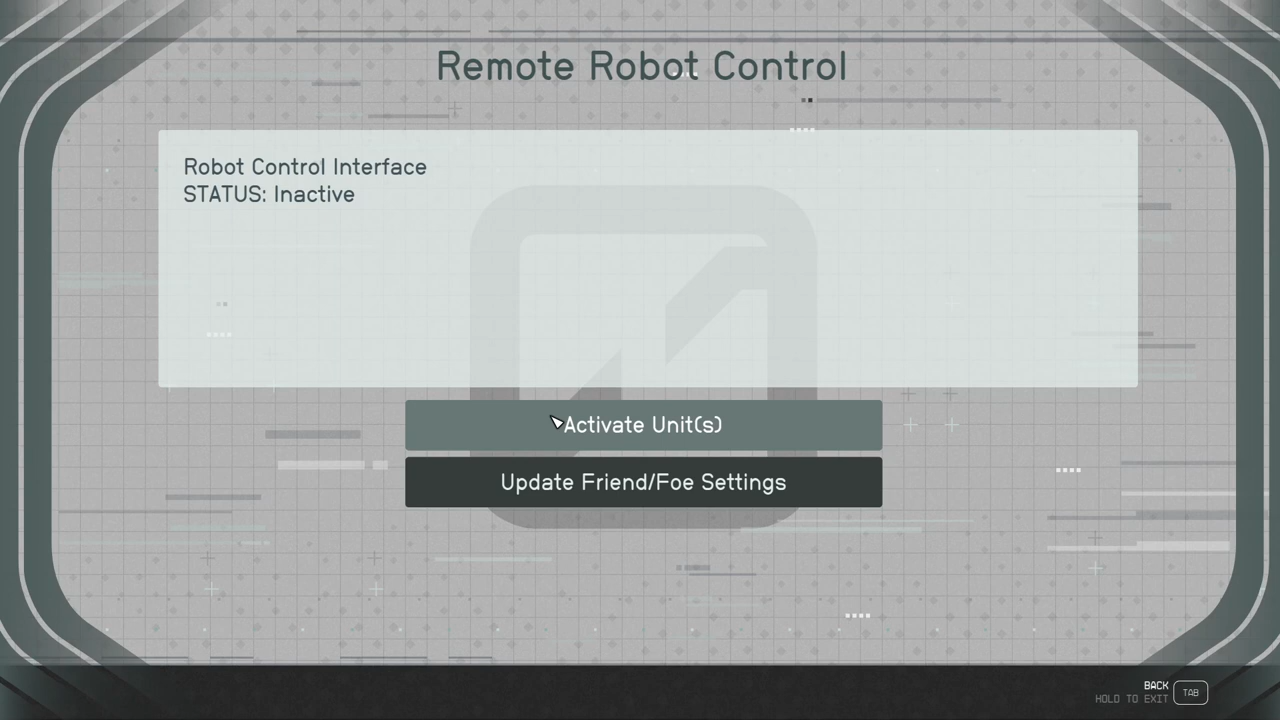 Remote Robot Control
Robot Control Interface
STATUS: Inactive
Activate Unit(s)
Update Friend/Foe Settings
BACK
HOLD TO EXIT
TAB